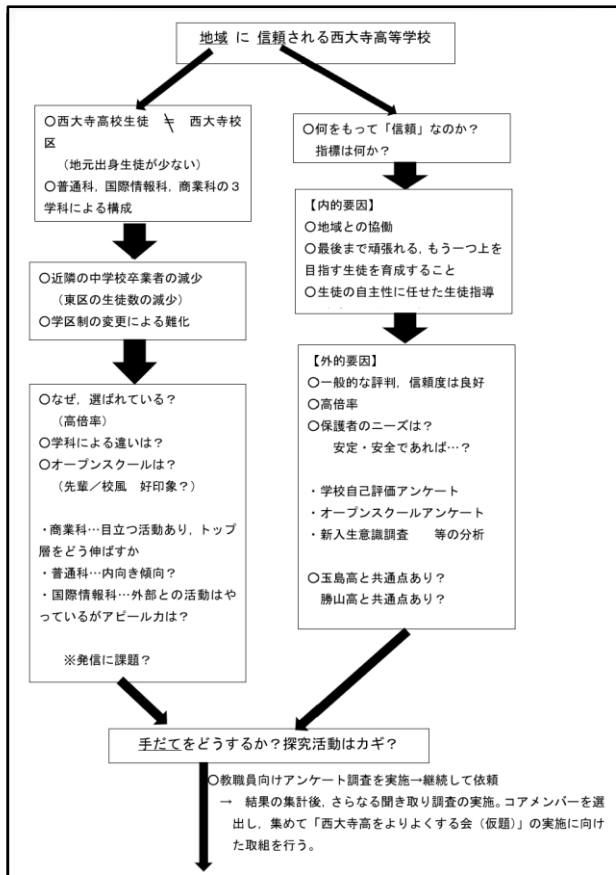 地域 に 信頼される西大寺高等学校
○西大寺高校生徒 ≠ 西大寺校
区
（地元出身生徒が少ない）
○普通科，国際情報科，商業科の３
学科による構成
○近隣の中学校卒業者の減少
（東区の生徒数の減少）
○学区制の変更による難化
○なぜ，選ばれている？
（高倍率）
○学科による違いは？
○オープンスクールは？
（先輩／校風　好印象？）
・商業科…目立つ活動あり，トップ
層をどう伸ばすか
・普通科…内向き傾向？
・国際情報科…外部との活動はや
っているがアピール力は？
※発信に課題？
○何をもって「信頼」なのか？
指標は何か？
【内的要因】
○地域との協働
○最後まで頑張れる，もう一つ上を
目指す生徒を育成すること
○生徒の自主性に任せた生徒指導
【外的要因】
○一般的な評判，信頼度は良好
○高倍率
○保護者のニーズは？
安定・安全であれば…？
・学校自己評価アンケート
・オープンスクールアンケート
・新入生意識調査　等の分析
○玉島高と共通点あり？
勝山高と共通点あり？
手だてをどうするか？探究活動はカギ？
○教職員向けアンケート調査を実施→継続して依頼
→ 結果の集計後，さらなる聞き取り調査の実施。コアメンバーを選
出し，集めて「西大寺高をよりよくする会（仮題）」の実施に向け
た取組を行う。